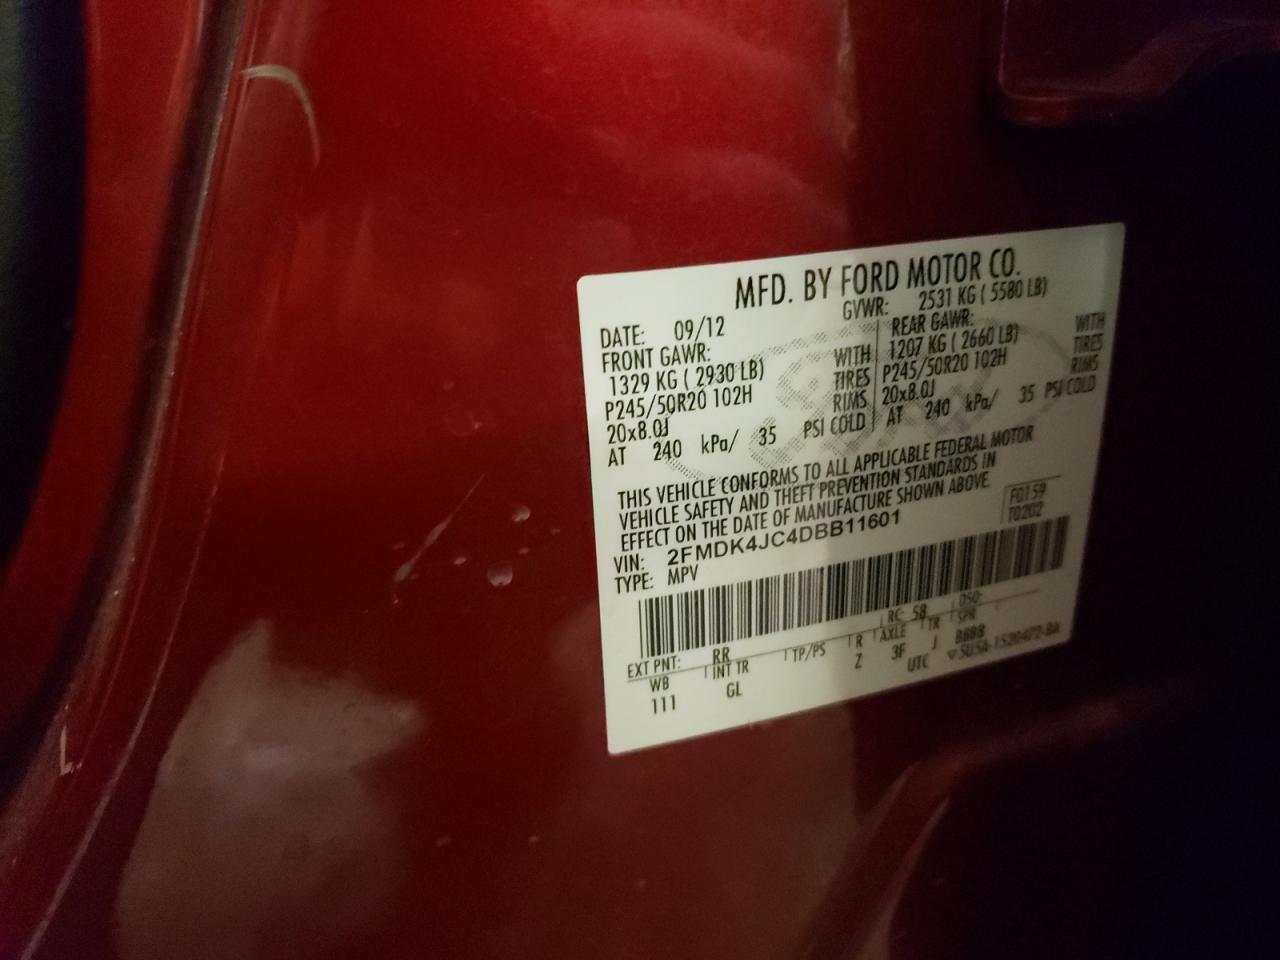 MFD. BY FORD MOTOR CO.
DATE: 09/12 GVWR: 2531 KG ( 5580 LB)
FRONT GAWR: REAR GAWR:
1329 KG ( 2930 LB) WITH 1207 KG ( 2660 LB) WITH
P245/50R20 102H TIRES P245/50R20 102H TIRES
20x8.0J RIMS 20x8.0J RIMS
AT 240 kPa/ 35 PSI COLD AT 240 kPa/ 35 PSI COLD
THIS VEHICLE CONFORMS TO ALL APPLICABLE FEDERAL MOTOR
VEHICLE SAFETY AND THEFT PREVENTION STANDARDS IN
EFFECT ON THE DATE OF MANUFACTURE SHOWN ABOVE.
F0159
T0202
VIN: 2FMDK4JC4DBB11601
TYPE: MPV
EXT PNT: RR RC: 58 DSO:
WB INT TR TP/PS R AXLE TR SPR
111 GL Z 3F J BBBB
UTC ▽5U5A-1520472-BA